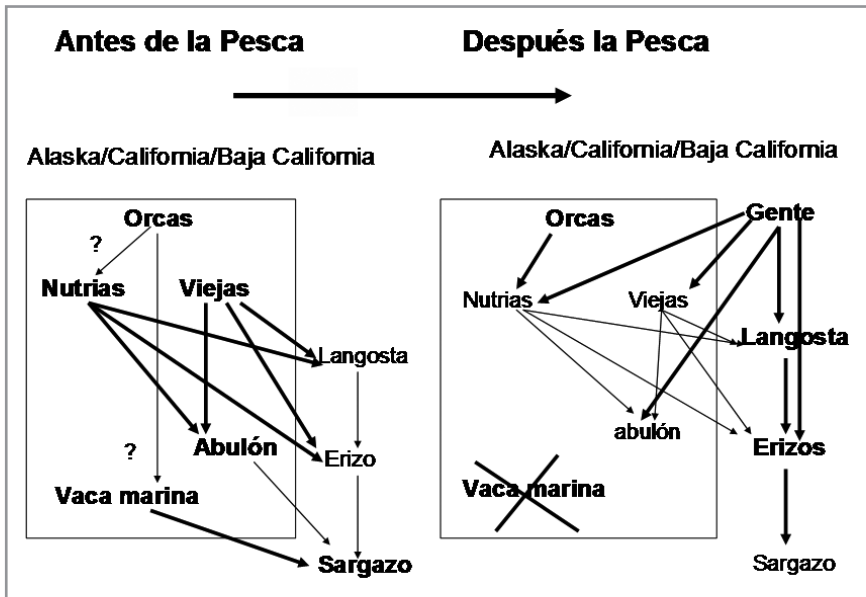 Antes de la Pesca
Después la Pesca
Alaska/California/Baja California
Orcas
?
Nutrias
Viejas
Langosta
Abulón
Erizo
?
Vaca marina
Sargazo
Alaska/California/Baja California
Orcas
Gente
Nutrias
Viejas
Langosta
abulón
Erizos
Vaca marina
Sargazo